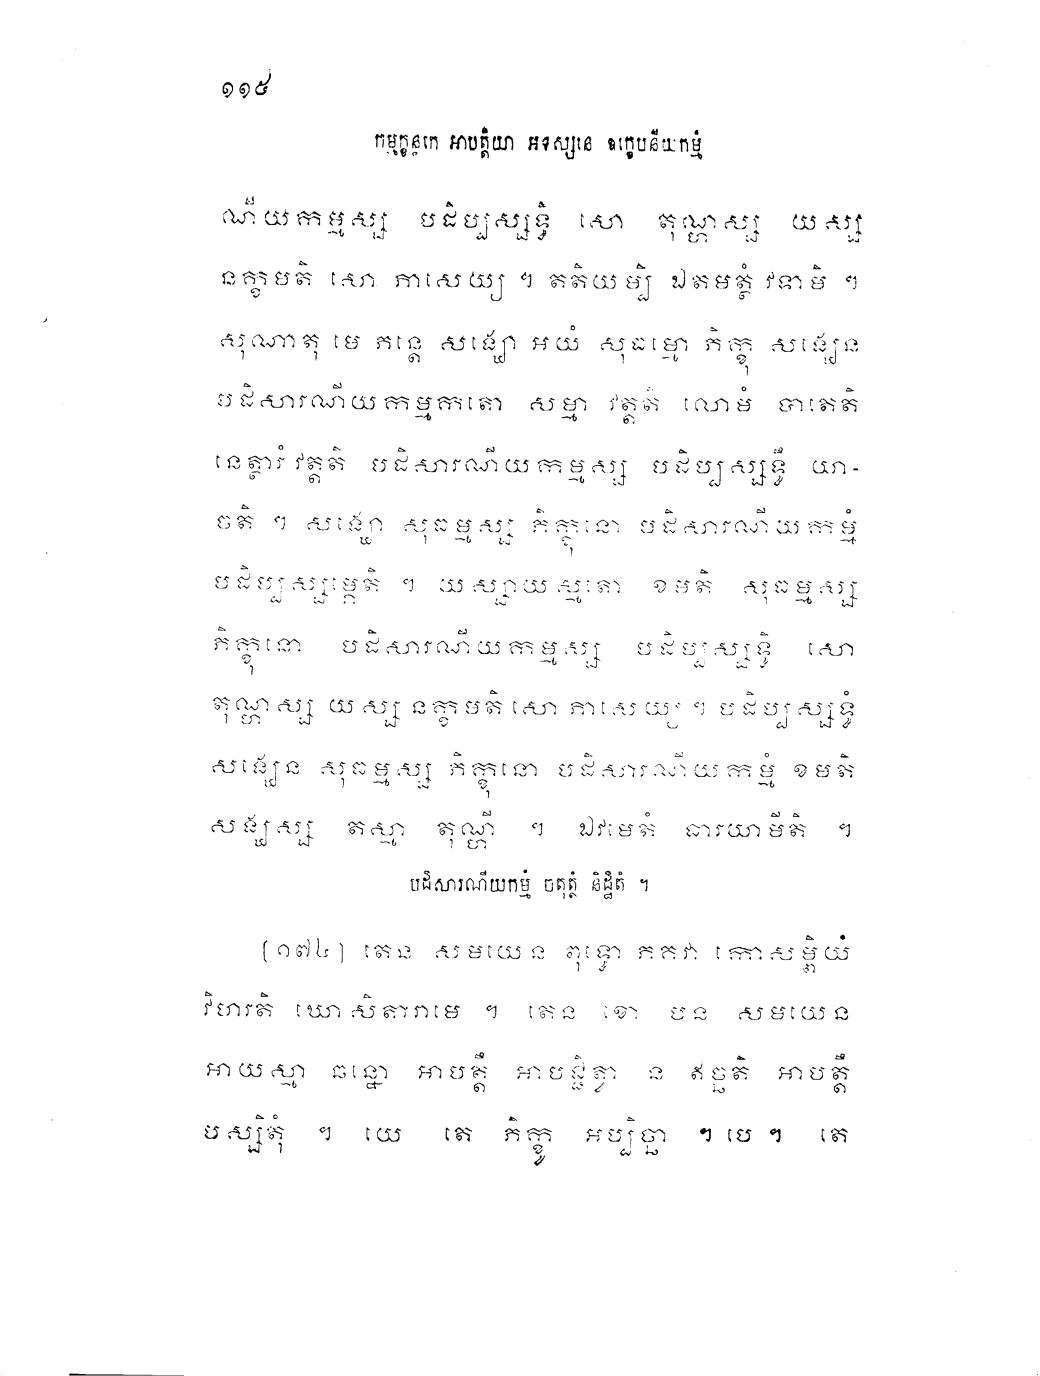 ១១៥
កម្មក្ខន្ធកេ អាបត្តិយា អទស្សនេ ឧក្ខេបនីយកម្មំ
ណីយកម្មស្ស បដិប្បស្សទ្ធិ សោ តុណ្ហស្ស យស្ស
នក្ខមតិ សោ ភាសេយ្យ ។ តតិយម្បិ ឯតមត្ថំ វទាមិ ។
សុណាតុ មេ ភន្តេ សង្ឃោ អយំ សុធម្មោ ភិក្ខុ សង្ឃេន
បដិសារណីយកម្មកតោ សម្មា វត្តតិ លោមំ បាតេតិ
នេត្ថារំ វត្តតិ បដិសារណីយកម្មស្ស បដិប្បស្សទ្ធឹ យា-
ចតិ ។ សង្ឃោ សុធម្មស្ស ភិក្ខុនោ បដិសារណីយកម្មំ
បដិប្បស្សម្ភេតិ ។ យស្សាយស្មតោ ខមតិ សុធម្មស្ស
ភិក្ខុនោ បដិសារណីយកម្មស្ស បដិប្បស្សទ្ធិ សោ
តុណ្ហស្ស យស្ស នក្ខមតិ សោ ភាសេយ្យ ។ បដិប្បស្សទ្ធំ
សង្ឃេន សុធម្មស្ស ភិក្ខុនោ បដិសារណីយកម្មំ ខមតិ
សង្ឃស្ស តស្មា តុណ្ហី ។ ឯវមេតំ ធារយាមីតិ ។
បដិសារណីយកម្មំ ចតុត្ថំ និដ្ឋិតំ ។
[១៧៤] តេន សមយេន ពុទ្ធោ ភគវា កោសម្ពិយំ
វិហរតិ ឃោសិតារាមេ ។ តេន ខោ បន សមយេន
អាយស្មា ឆន្នោ អាបត្តឹ អាបជ្ជិត្វា ន ឥច្ឆតិ អាបត្តឹ
បស្សិតុំ ។ យេ តេ ភិក្ខូ អប្បិច្ឆា ។ បេ ។ តេ